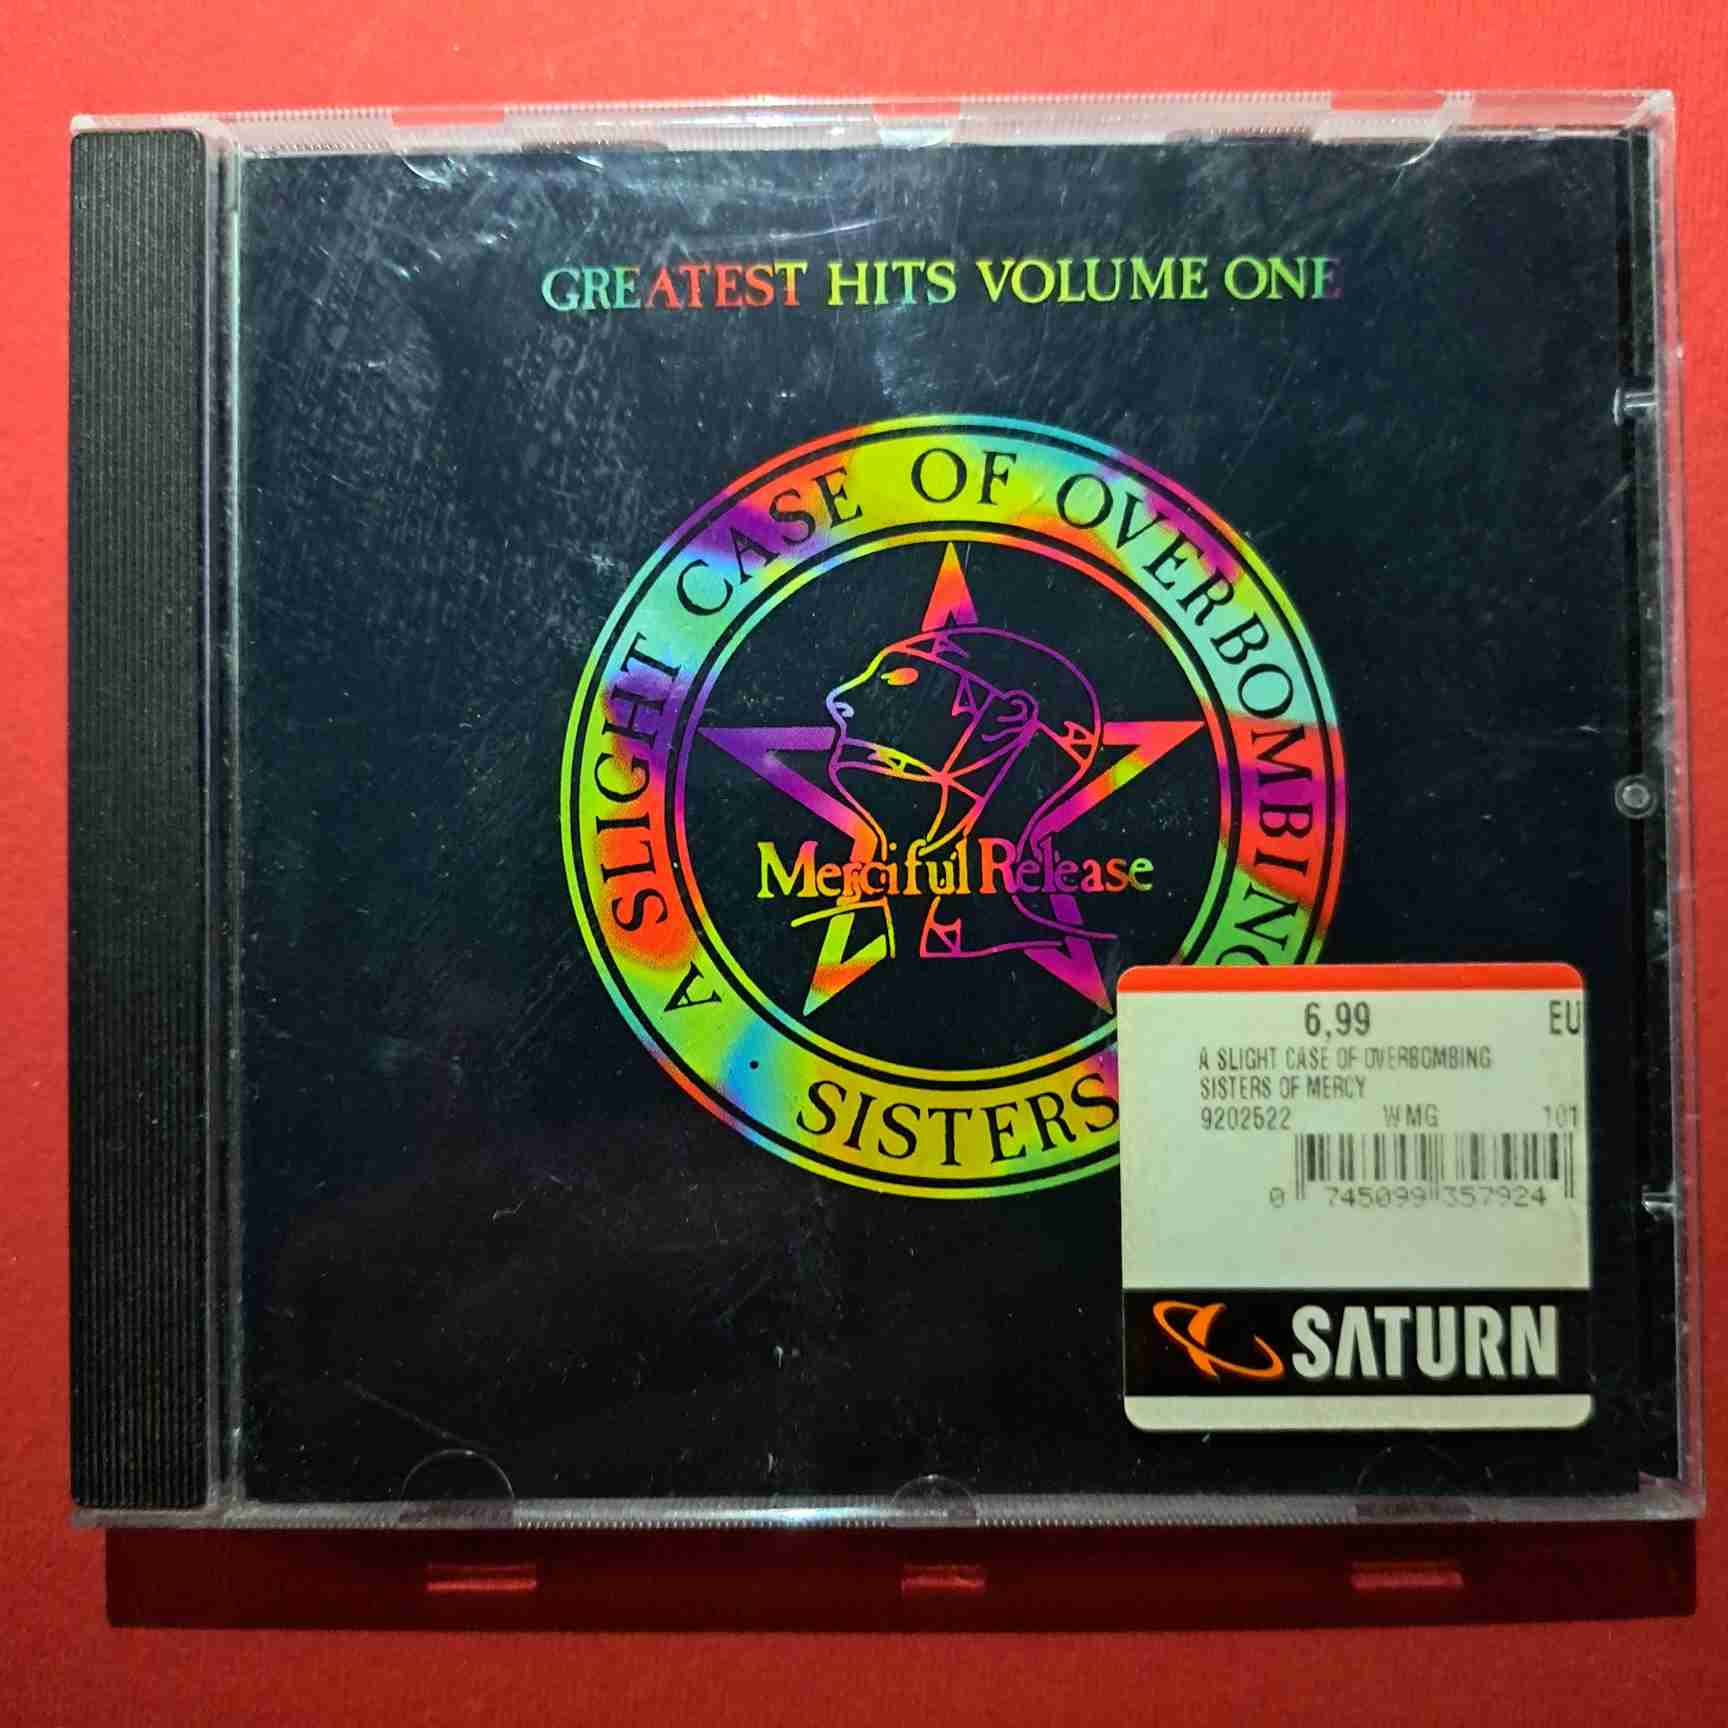 GREATEST HITS VOLUME ONE
A SLIGHT CASE OF OVERBOMBING
Merciful Release
· SISTERS
6,99 EU
A SLIGHT CASE OF OVERBOMBING
SISTERS OF MERCY
9202522 WMG 101
0 745099 357924
SATURN